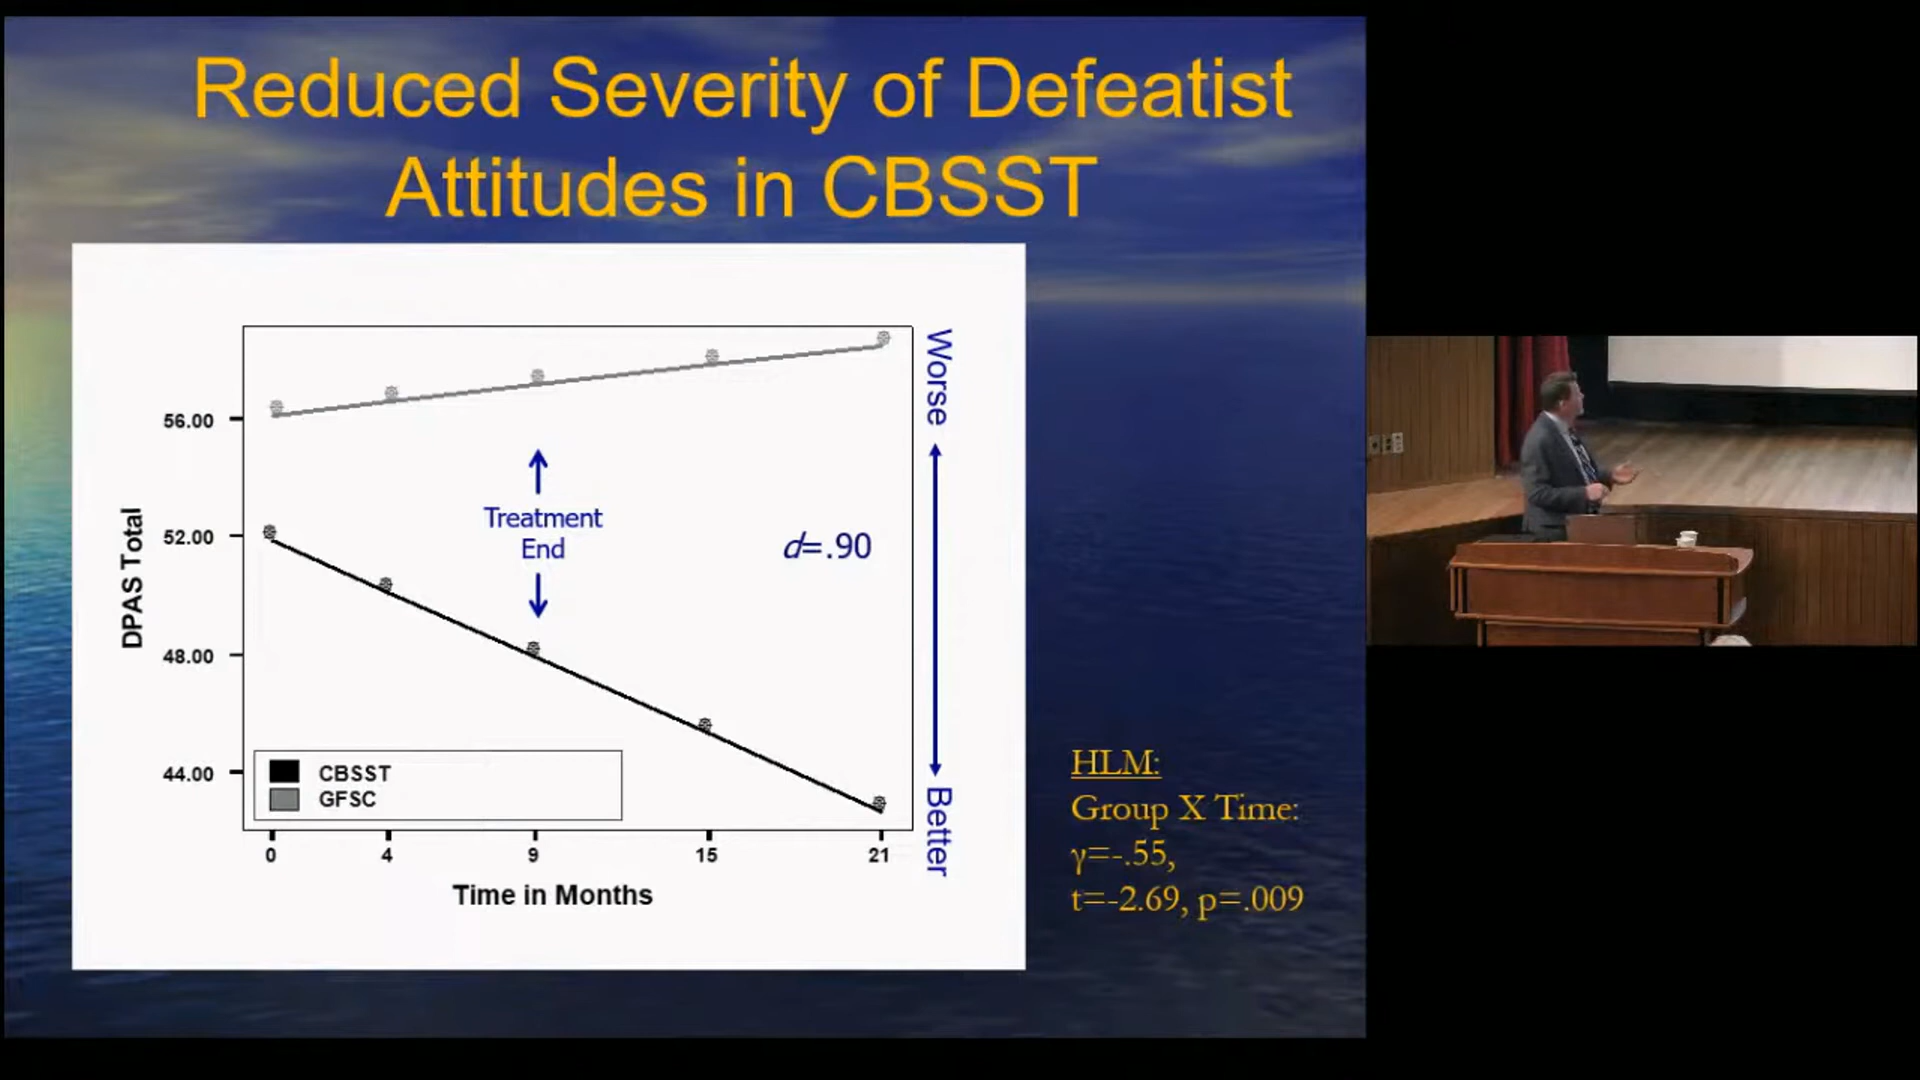 Reduced Severity of Defeatist
Attitudes in CBSST
DPAS Total
56.00
52.00
48.00
44.00
Treatment
End
d=.90
Worse
Better
CBSST
GFSC
0 4 9 15 21
Time in Months
HLM:
Group X Time:
γ=-.55,
t=-2.69, p=.009